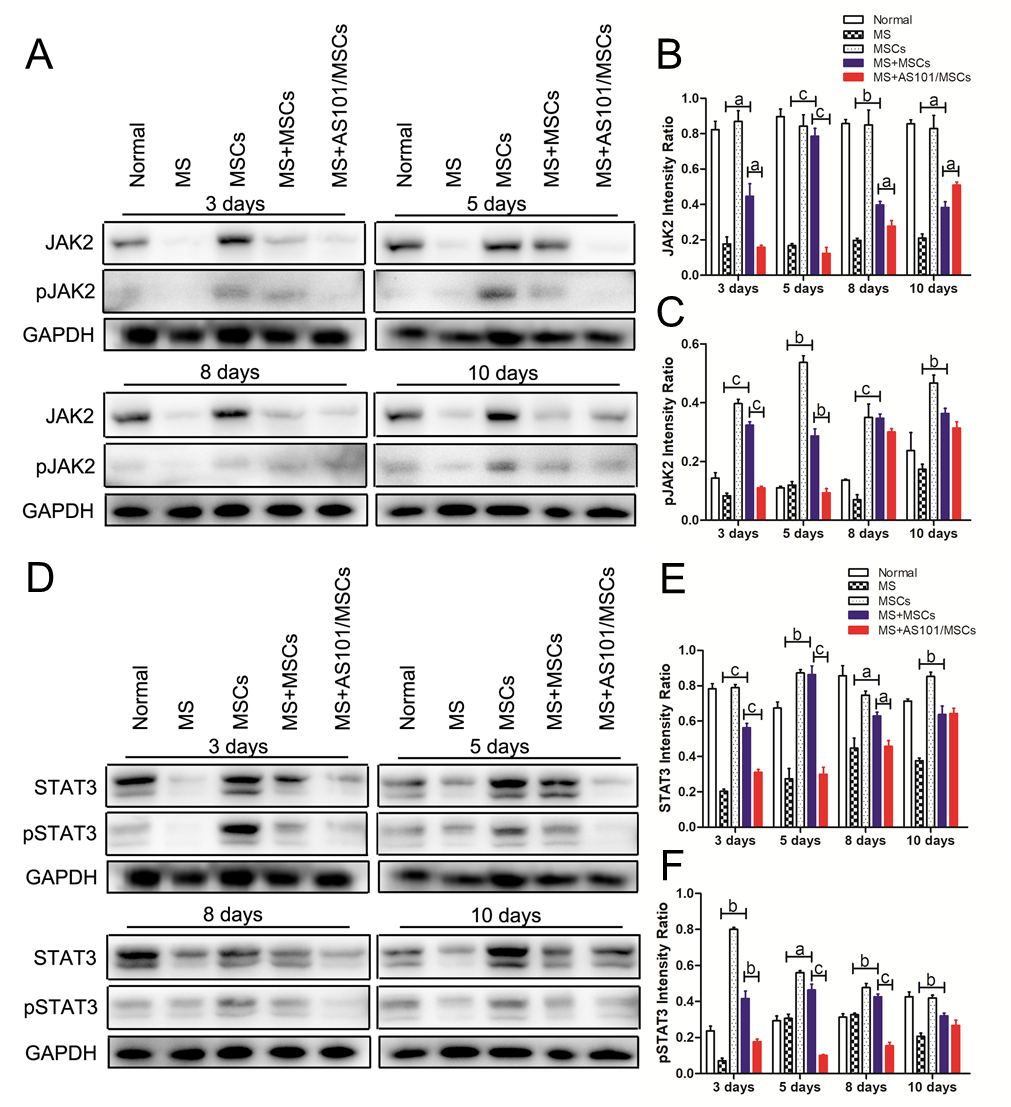 A
Normal
MS
MSCs
MS+MSCs
MS+AS101/MSCs
Normal
MS
MSCs
MS+MSCs
MS+AS101/MSCs
3 days
5 days
JAK2
pJAK2
GAPDH
8 days
10 days
JAK2
pJAK2
GAPDH
B
Normal
MS
MSCs
MS+MSCs
MS+AS101/MSCs
JAK2 Intensity Ratio
1.0
0.8
0.6
0.4
0.2
0.0
a
a
c
c
b
a
a
a
3 days
5 days
8 days
10 days
C
pJAK2 Intensity Ratio
0.6
0.4
0.2
0.0
c
c
b
b
c
b
3 days
5 days
8 days
10 days
D
Normal
MS
MSCs
MS+MSCs
MS+AS101/MSCs
Normal
MS
MSCs
MS+MSCs
MS+AS101/MSCs
3 days
5 days
STAT3
pSTAT3
GAPDH
8 days
10 days
STAT3
pSTAT3
GAPDH
E
Normal
MS
MSCs
MS+MSCs
MS+AS101/MSCs
STAT3 Intensity Ratio
1.0
0.8
0.6
0.4
0.2
0.0
c
c
b
c
a
a
b
3 days
5 days
8 days
10 days
F
pSTAT3 Intensity Ratio
1.0
0.8
0.6
0.4
0.2
0.0
b
b
a
c
b
c
b
3 days
5 days
8 days
10 days